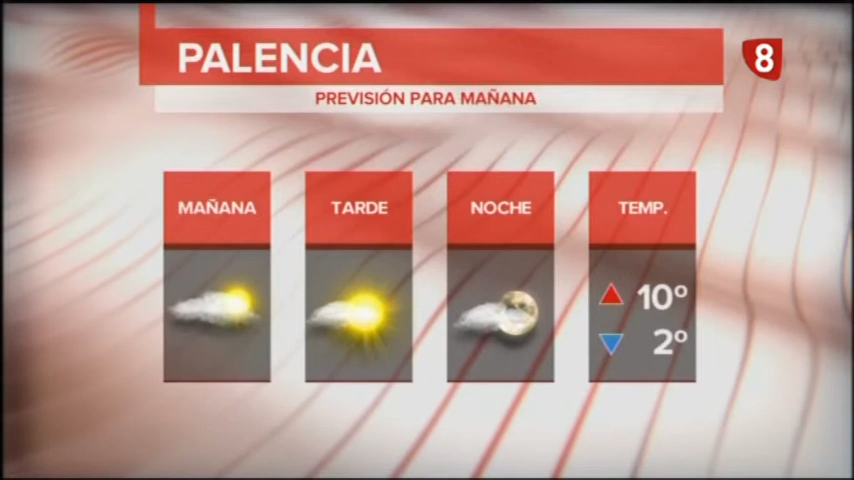 PALENCIA
8
PREVISIÓN PARA MAÑANA
MAÑANA
TARDE
NOCHE
TEMP.
10º
2º